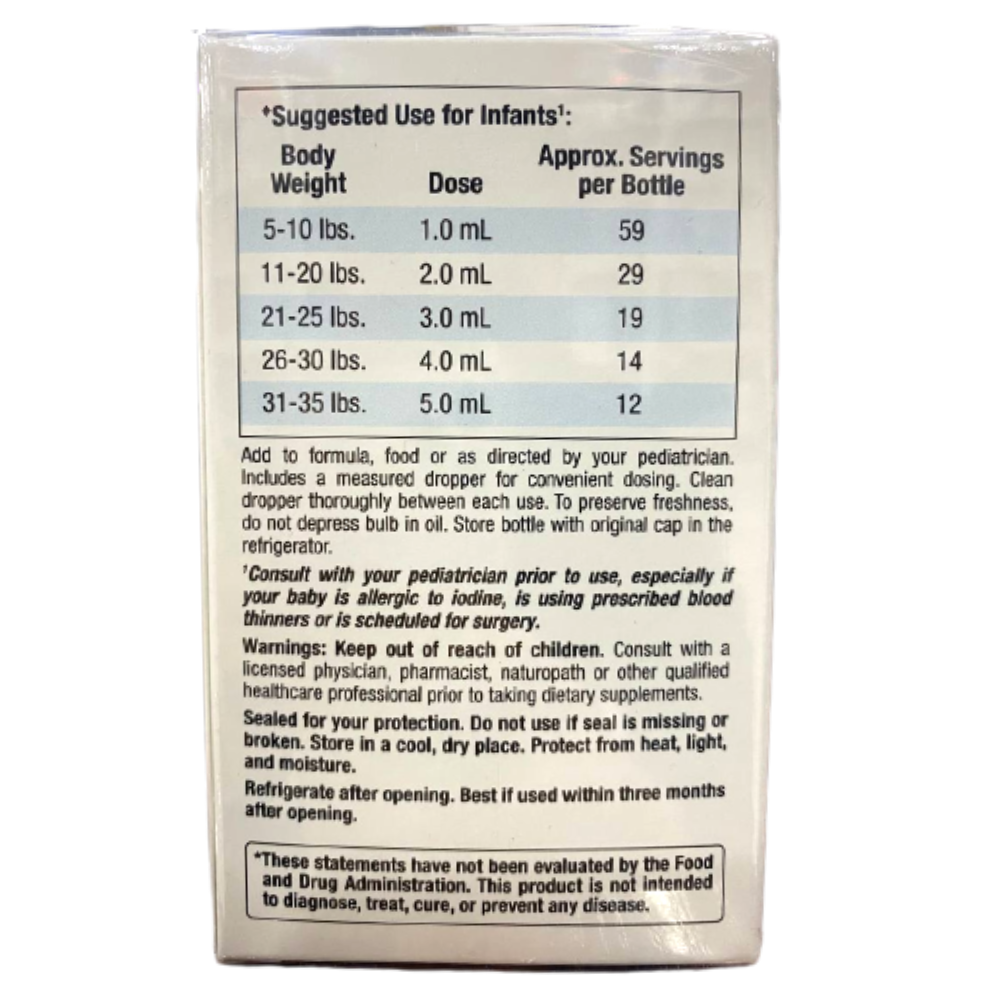 ♦Suggested Use for Infants¹:
Body Weight Dose Approx. Servings per Bottle
5-10 lbs. 1.0 mL 59
11-20 lbs. 2.0 mL 29
21-25 lbs. 3.0 mL 19
26-30 lbs. 4.0 mL 14
31-35 lbs. 5.0 mL 12
Add to formula, food or as directed by your pediatrician.
Includes a measured dropper for convenient dosing. Clean
dropper thoroughly between each use. To preserve freshness,
do not depress bulb in oil. Store bottle with original cap in the
refrigerator.
¹Consult with your pediatrician prior to use, especially if
your baby is allergic to iodine, is using prescribed blood
thinners or is scheduled for surgery.
Warnings: Keep out of reach of children. Consult with a
licensed physician, pharmacist, naturopath or other qualified
healthcare professional prior to taking dietary supplements.
Sealed for your protection. Do not use if seal is missing or
broken. Store in a cool, dry place. Protect from heat, light,
and moisture.
Refrigerate after opening. Best if used within three months
after opening.
*These statements have not been evaluated by the Food
and Drug Administration. This product is not intended
to diagnose, treat, cure, or prevent any disease.